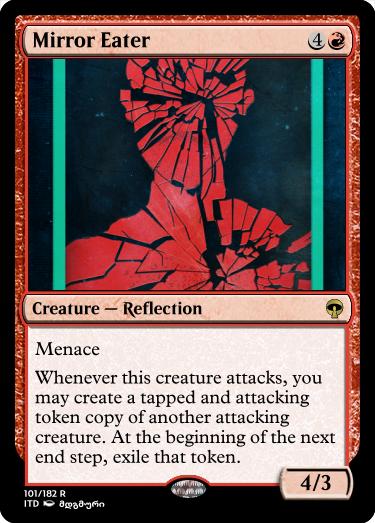 Mirror Eater 4
Creature — Reflection
Menace
Whenever this creature attacks, you
may create a tapped and attacking
token copy of another attacking
creature. At the beginning of the next
end step, exile that token.
4/3
101/182 R
ITD მდგმური